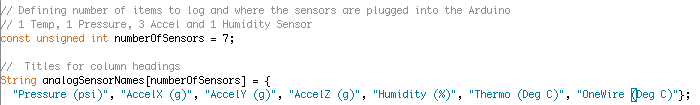 // Defining number of items to log and where the sensors are plugged into the Arduino
// 1 Temp, 1 Pressure, 3 Accel and 1 Humidity Sensor
const unsigned int numberOfSensors = 7;
//  Titles for column headings
String analogSensorNames[numberOfSensors] = {
"Pressure (psi)", "AccelX (g)", "AccelY (g)", "AccelZ (g)", "Humidity (%)", "Thermo (Deg C)", "OneWire (Deg C)"};